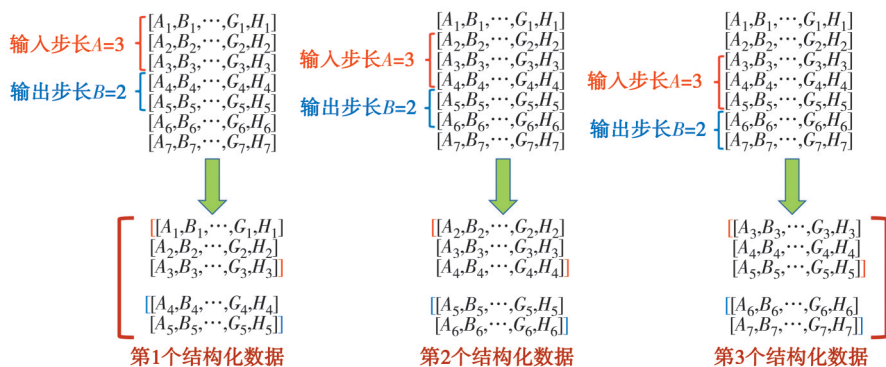 [A₁,B₁,⋯,G₁,H₁]
[A₂,B₂,⋯,G₂,H₂]
[A₃,B₃,⋯,G₃,H₃]
[A₄,B₄,⋯,G₄,H₄]
[A₅,B₅,⋯,G₅,H₅]
[A₆,B₆,⋯,G₆,H₆]
[A₇,B₇,⋯,G₇,H₇]
输入步长A=3
输出步长B=2
[[A₁,B₁,⋯,G₁,H₁]
[A₂,B₂,⋯,G₂,H₂]
[A₃,B₃,⋯,G₃,H₃]]
[[A₄,B₄,⋯,G₄,H₄]
[A₅,B₅,⋯,G₅,H₅]]
第1个结构化数据
[A₁,B₁,⋯,G₁,H₁]
[A₂,B₂,⋯,G₂,H₂]
[A₃,B₃,⋯,G₃,H₃]
[A₄,B₄,⋯,G₄,H₄]
[A₅,B₅,⋯,G₅,H₅]
[A₆,B₆,⋯,G₆,H₆]
[A₇,B₇,⋯,G₇,H₇]
输入步长A=3
输出步长B=2
[[A₂,B₂,⋯,G₂,H₂]
[A₃,B₃,⋯,G₃,H₃]
[A₄,B₄,⋯,G₄,H₄]]
[[A₅,B₅,⋯,G₅,H₅]
[A₆,B₆,⋯,G₆,H₆]]
第2个结构化数据
[A₁,B₁,⋯,G₁,H₁]
[A₂,B₂,⋯,G₂,H₂]
[A₃,B₃,⋯,G₃,H₃]
[A₄,B₄,⋯,G₄,H₄]
[A₅,B₅,⋯,G₅,H₅]
[A₆,B₆,⋯,G₆,H₆]
[A₇,B₇,⋯,G₇,H₇]
输入步长A=3
输出步长B=2
[[A₃,B₃,⋯,G₃,H₃]
[A₄,B₄,⋯,G₄,H₄]
[A₅,B₅,⋯,G₅,H₅]]
[[A₆,B₆,⋯,G₆,H₆]
[A₇,B₇,⋯,G₇,H₇]]
第3个结构化数据